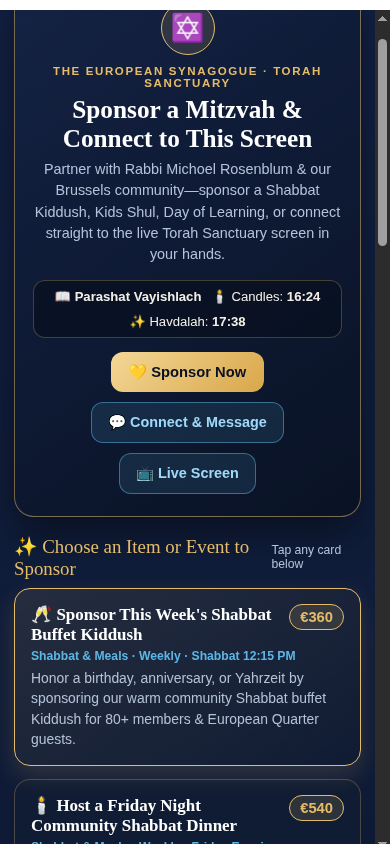 THE EUROPEAN SYNAGOGUE · TORAH
SANCTUARY
Sponsor a Mitzvah &
Connect to This Screen
Partner with Rabbi Michoel Rosenblum & our
Brussels community—sponsor a Shabbat
Kiddush, Kids Shul, Day of Learning, or connect
straight to the live Torah Sanctuary screen in
your hands.
📖 Parashat Vayishlach 🕯️ Candles: 16:24
✨ Havdalah: 17:38
💛 Sponsor Now
💬 Connect & Message
📺 Live Screen
✨ Choose an Item or Event to
Sponsor
Tap any card
below
🥂 Sponsor This Week's Shabbat
Buffet Kiddush
€360
Shabbat & Meals · Weekly · Shabbat 12:15 PM
Honor a birthday, anniversary, or Yahrzeit by
sponsoring our warm community Shabbat buffet
Kiddush for 80+ members & European Quarter
guests.
🕯️ Host a Friday Night
Community Shabbat Dinner
€540